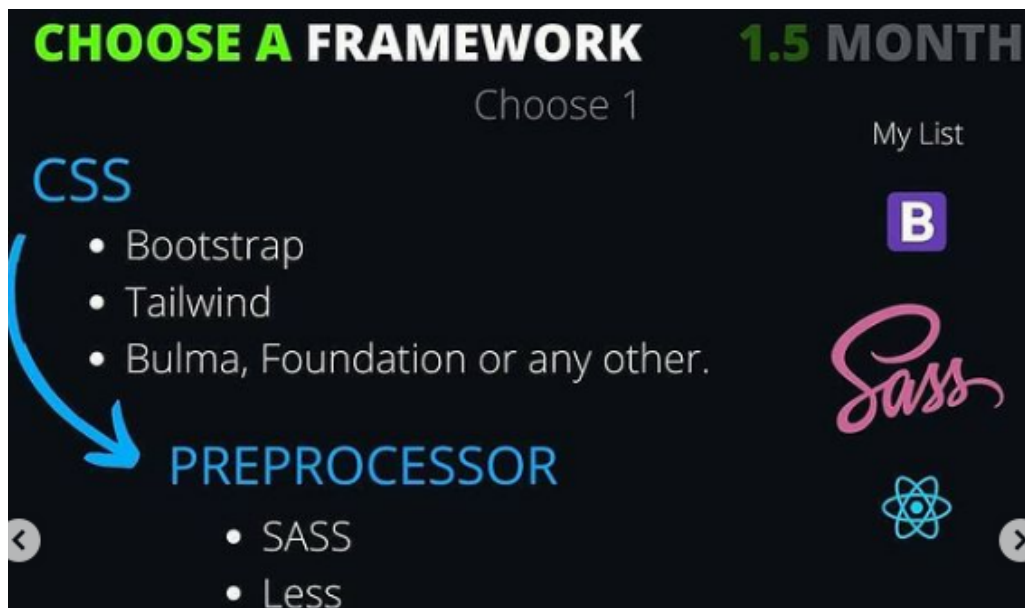 CHOOSE A FRAMEWORK
1.5 MONTH
Choose 1
My List
CSS
B
• Bootstrap
• Tailwind
• Bulma, Foundation or any other.
Sass
PREPROCESSOR
• SASS
• Less